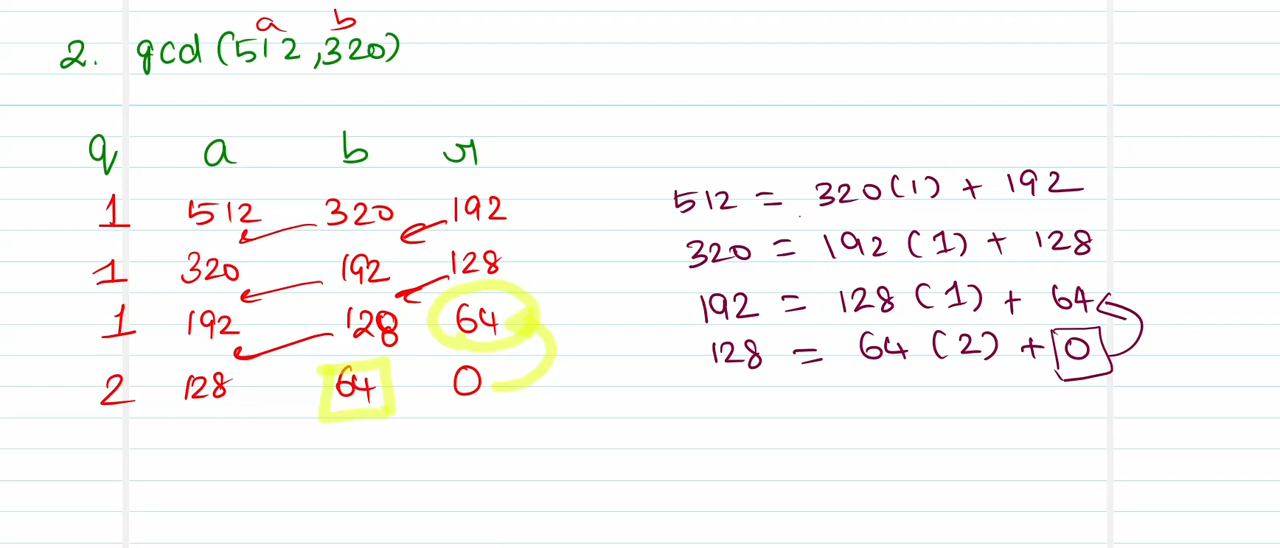 a b
2. gcd (512, 320)
q a b r
1 512 320 192
1 320 192 128
1 192 128 64
2 128 64 0
512 = 320(1) + 192
320 = 192 (1) + 128
192 = 128 (1) + 64
128 = 64 (2) + 0